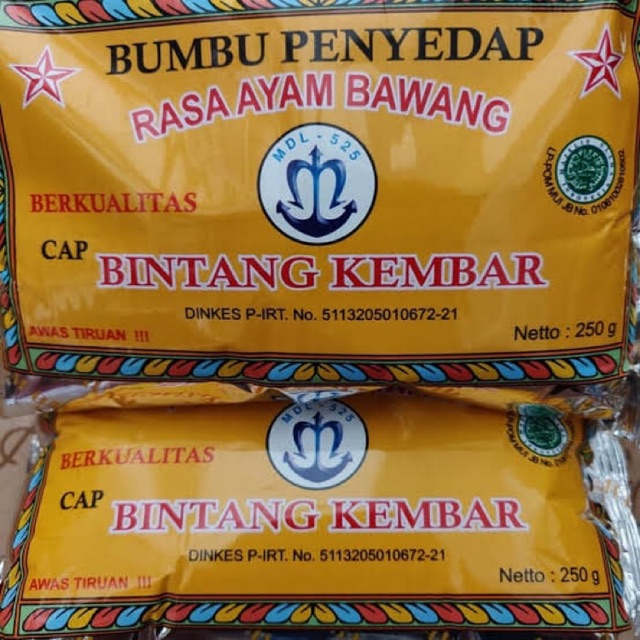 BUMBU PENYEDAP
RASA AYAM BAWANG
MDL - 525
BERKUALITAS
CAP
BINTANG KEMBAR
DINKES P-IRT. No. 5113205010672-21
AWAS TIRUAN !!!
Netto : 250 g
MDL - 525
BERKUALITAS
CAP
BINTANG KEMBAR
DINKES P-IRT. No. 5113205010672-21
AWAS TIRUAN !!!
Netto : 250 g